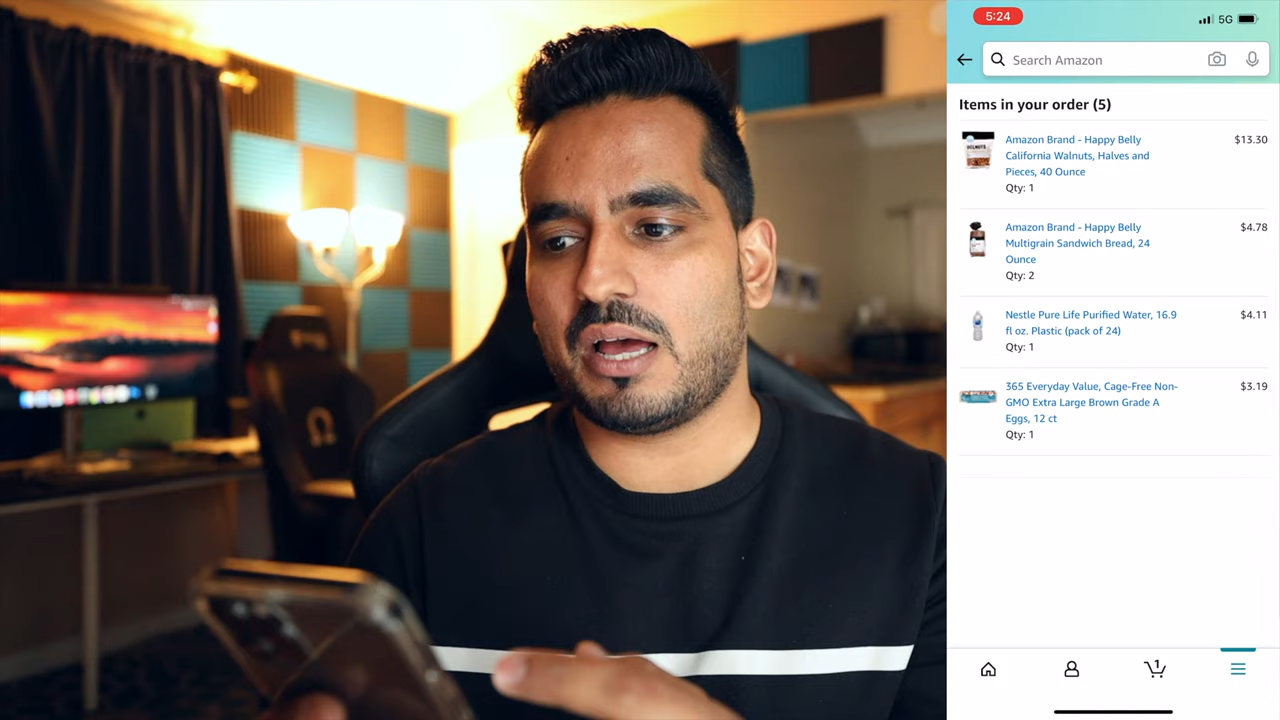 5:24
5G
Search Amazon
Items in your order (5)
Amazon Brand - Happy Belly
California Walnuts, Halves and
Pieces, 40 Ounce
Qty: 1
$13.30
Amazon Brand - Happy Belly
Multigrain Sandwich Bread, 24
Ounce
Qty: 2
$4.78
Nestle Pure Life Purified Water, 16.9
fl oz. Plastic (pack of 24)
Qty: 1
$4.11
365 Everyday Value, Cage-Free Non-
GMO Extra Large Brown Grade A
Eggs, 12 ct
Qty: 1
$3.19
1